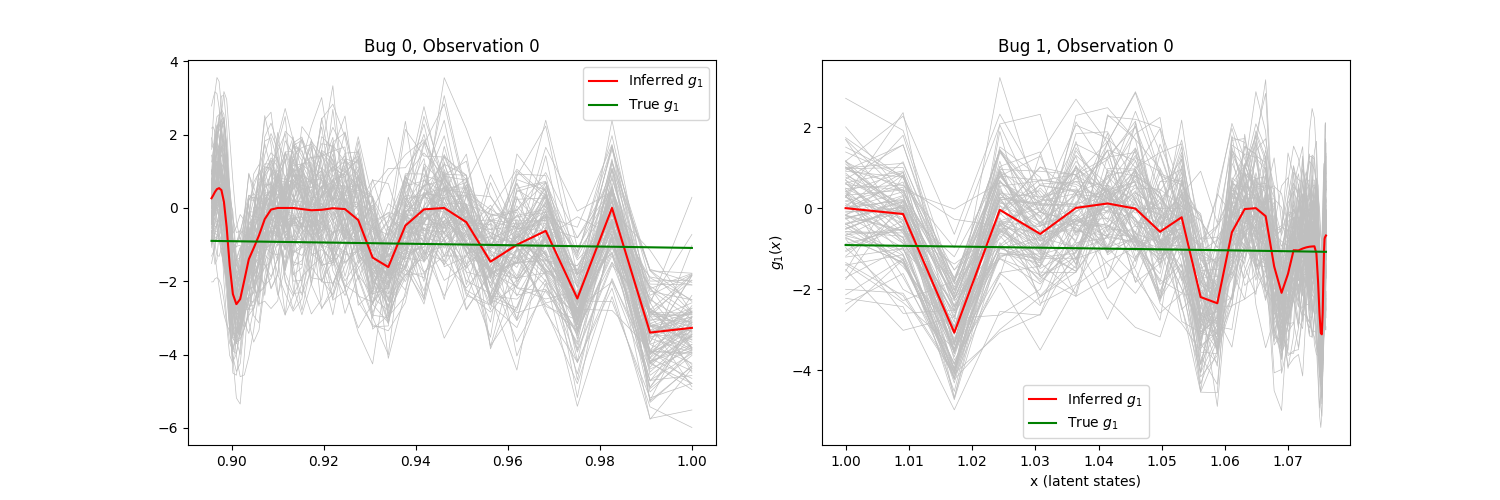 Bug 0, Observation 0
Inferred g₁
True g₁
4
2
0
−2
−4
−6
0.90 0.92 0.94 0.96 0.98 1.00
Bug 1, Observation 0
g₁(x)
2
0
−2
−4
Inferred g₁
True g₁
1.00 1.01 1.02 1.03 1.04 1.05 1.06 1.07
x (latent states)